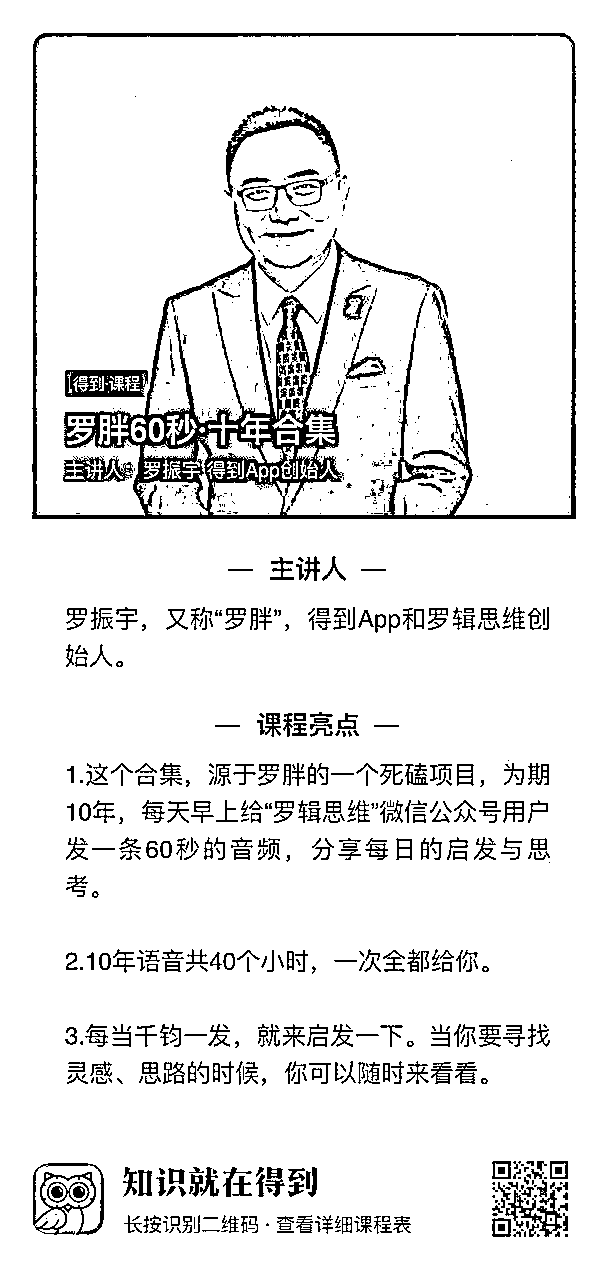 得到·课程
罗胖60秒·十年合集
主讲人：罗振宇 得到App创始人
— 主讲人 —
罗振宇，又称“罗胖”，得到App和罗辑思维创
始人。
— 课程亮点 —
1.这个合集，源于罗胖的一个死磕项目，为期
10年，每天早上给“罗辑思维”微信公众号用户
发一条60秒的音频，分享每日的启发与思
考。
2.10年语音共40个小时，一次全都给你。
3.每当千钧一发，就来启发一下。当你要寻找
灵感、思路的时候，你可以随时来看看。
知识就在得到
长按识别二维码·查看详细课程表